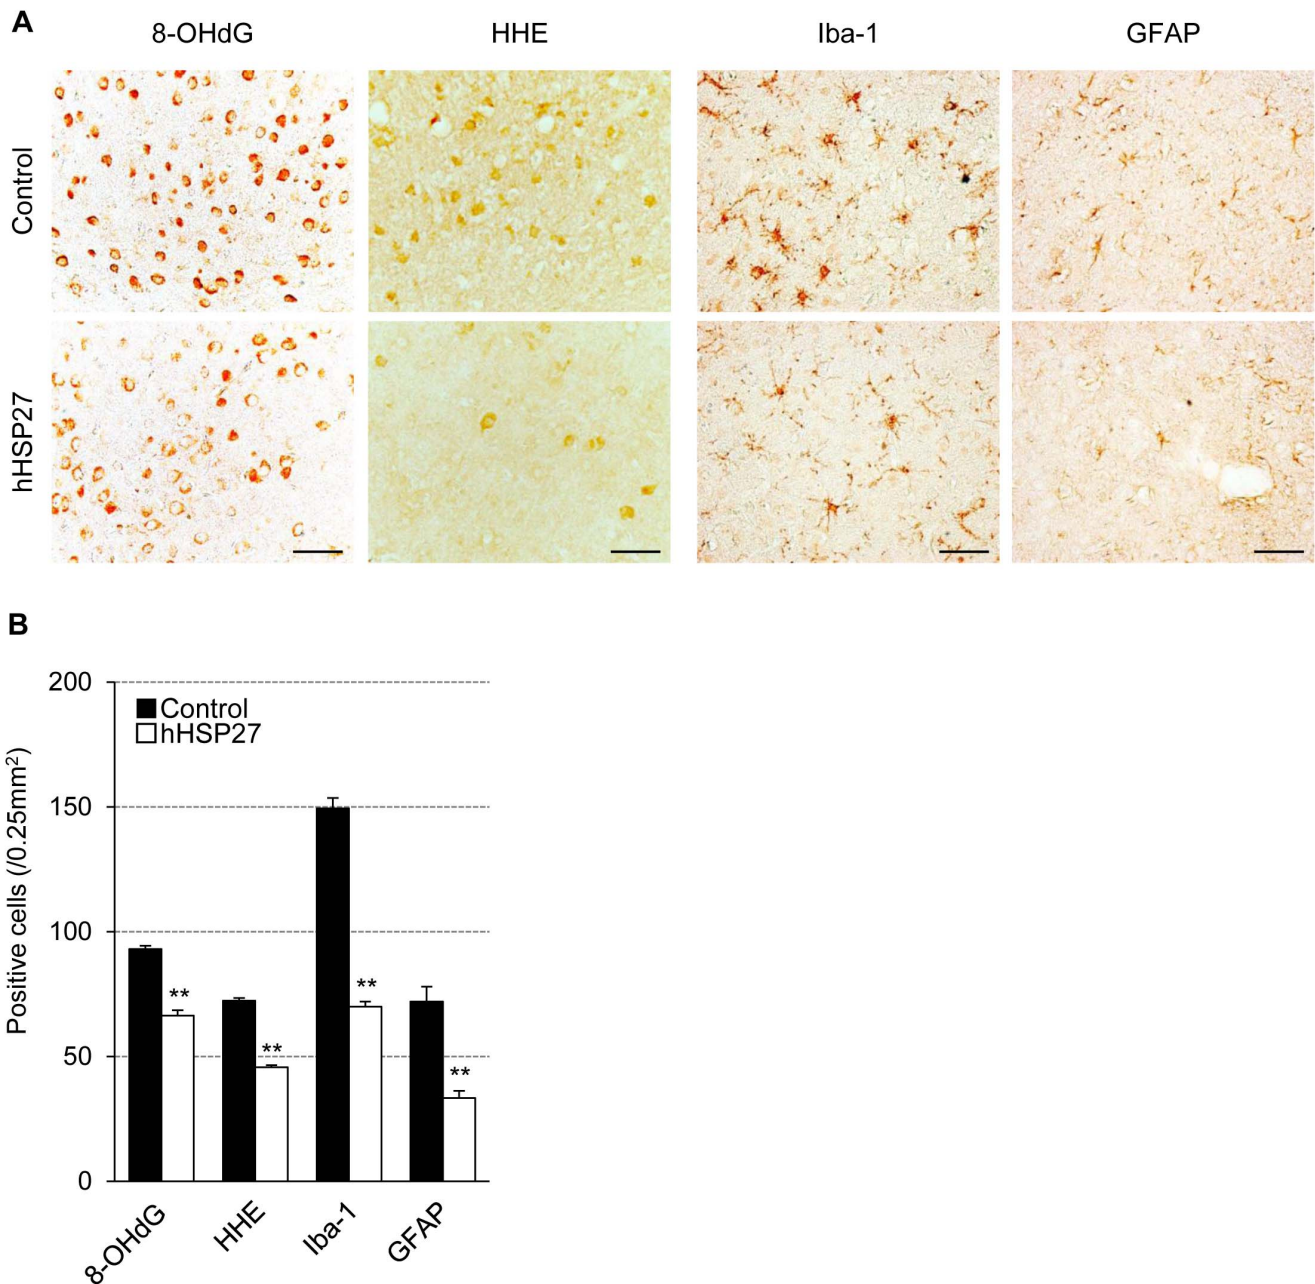 A
8-OHdG HHE Iba-1 GFAP
Control
hHSP27
B
Positive cells (/0.25mm²)
200
150
100
50
0
Control
hHSP27
**
**
**
**
8-OHdG HHE Iba-1 GFAP